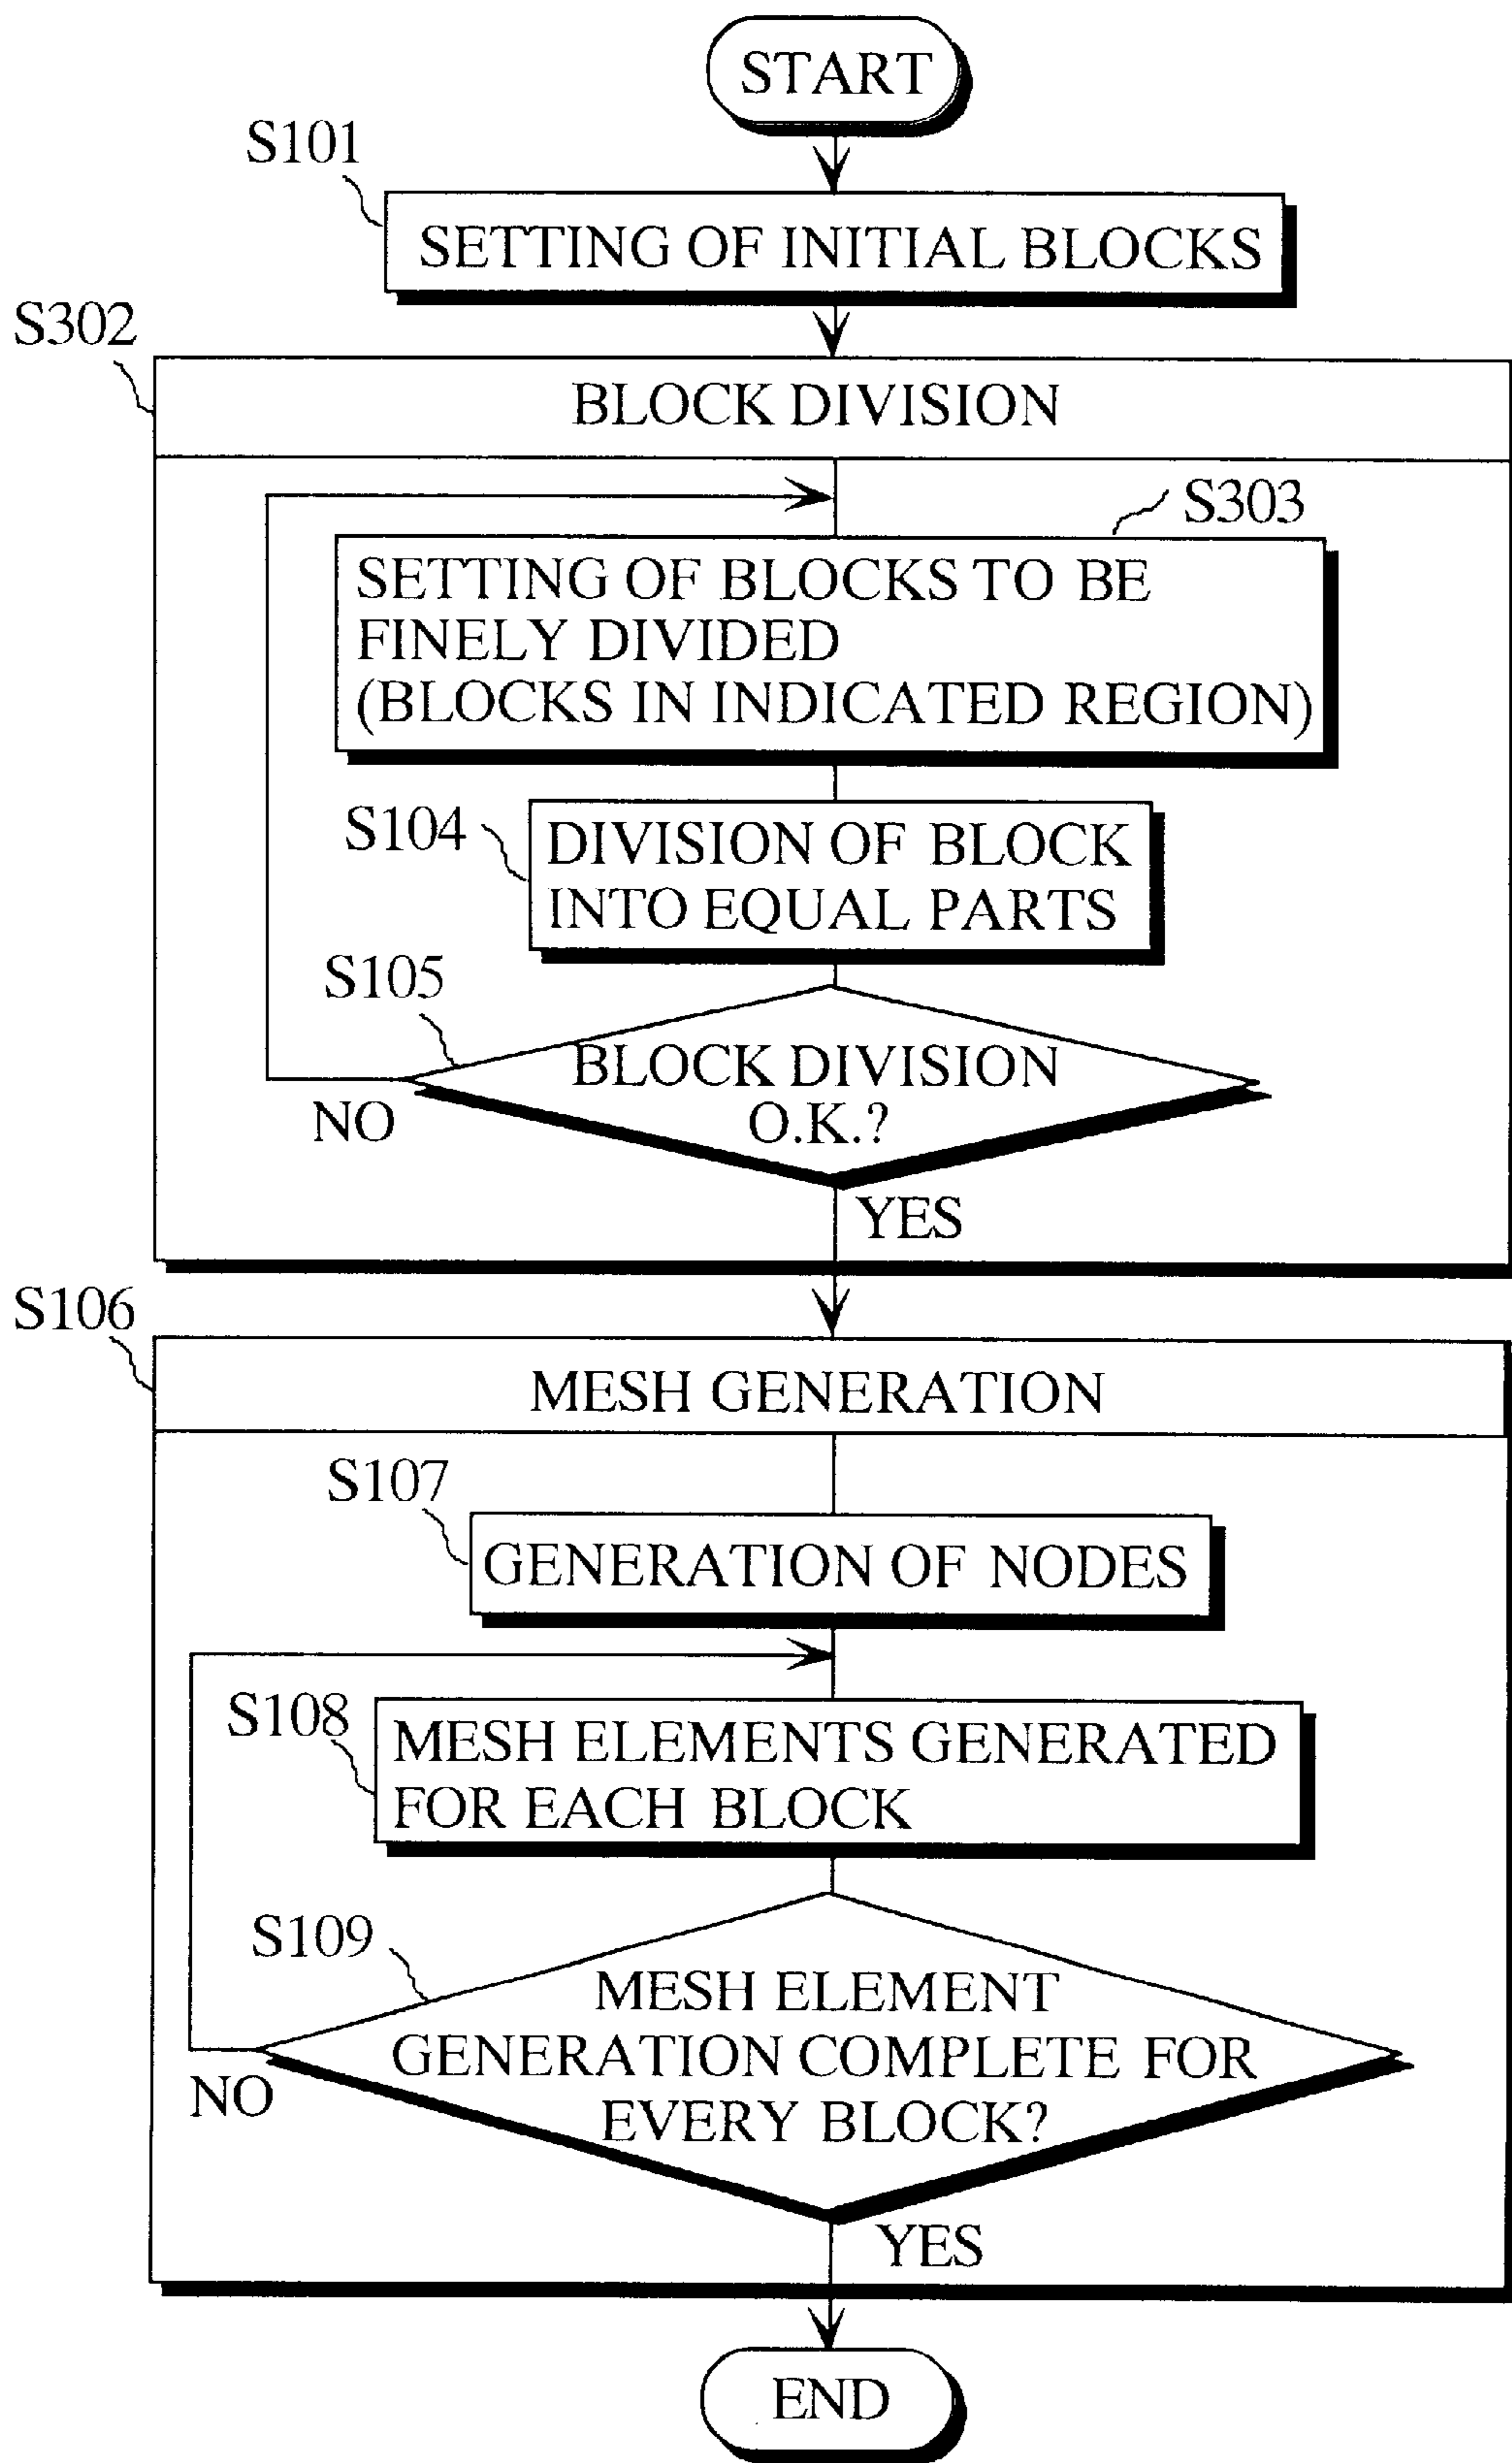 START
S101
SETTING OF INITIAL BLOCKS
S302
BLOCK DIVISION
S303
SETTING OF BLOCKS TO BE
FINELY DIVIDED
(BLOCKS IN INDICATED REGION)
S104
DIVISION OF BLOCK
INTO EQUAL PARTS
S105
BLOCK DIVISION
O.K.?
NO
YES
S106
MESH GENERATION
S107
GENERATION OF NODES
S108
MESH ELEMENTS GENERATED
FOR EACH BLOCK
S109
MESH ELEMENT
GENERATION COMPLETE FOR
EVERY BLOCK?
NO
YES
END